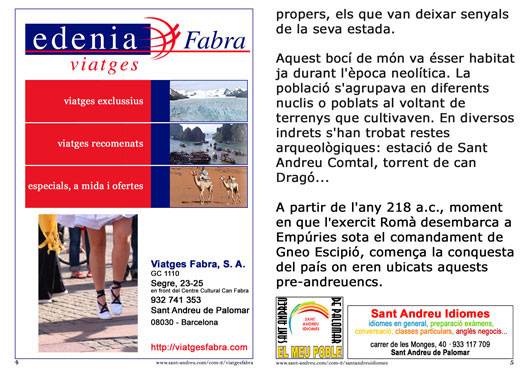 edenia
Fabra
viatges
viatges exclussius
viatges recomenats
especials, a mida i ofertes
Viatges Fabra, S. A.
GC 1110
Segre, 23-25
en front del Centre Cultural Can Fabra
932 741 353
Sant Andreu de Palomar
08030 - Barcelona
http://viatgesfabra.com
4
www.sant-andreu.com/com-ti/viatgesfabra
propers, els que van deixar senyals
de la seva estada.
Aquest bocí de món va ésser habitat
ja durant l'època neolítica. La
població s'agrupava en diferents
nuclis o poblats al voltant de
terrenys que cultivaven. En diversos
indrets s'han trobat restes
arqueològiques: estació de Sant
Andreu Comtal, torrent de can
Dragó...
A partir de l'any 218 a.c., moment
en que l'exercit Romà desembarca a
Empúries sota el comandament de
Gneo Escipió, comença la conquesta
del país on eren ubicats aquests
pre-andreuencs.
SANT ANDREU
DE PALOMAR
EL MEU POBLE
SANT
ANDREU
IDIOMES
Sant Andreu Idiomes
idiomes en general, preparació exàmens,
conversació, classes particulars, anglès negocis...
carrer de les Monges, 40 - 933 117 709
Sant Andreu de Palomar
www.sant-andreu.com/com-ti/santandreuidiomes
5